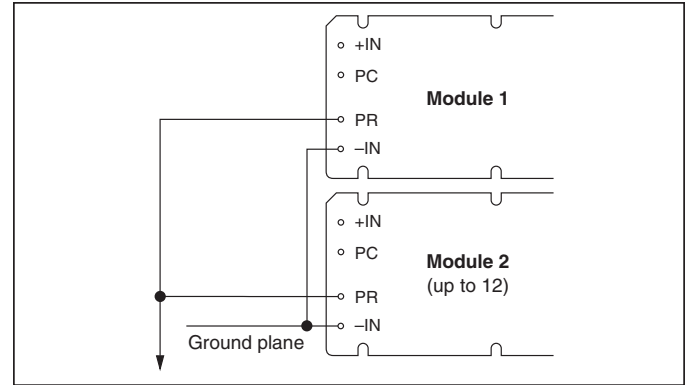 +IN
PC
Module 1
PR
–IN
+IN
PC
Module 2
(up to 12)
PR
–IN
Ground plane